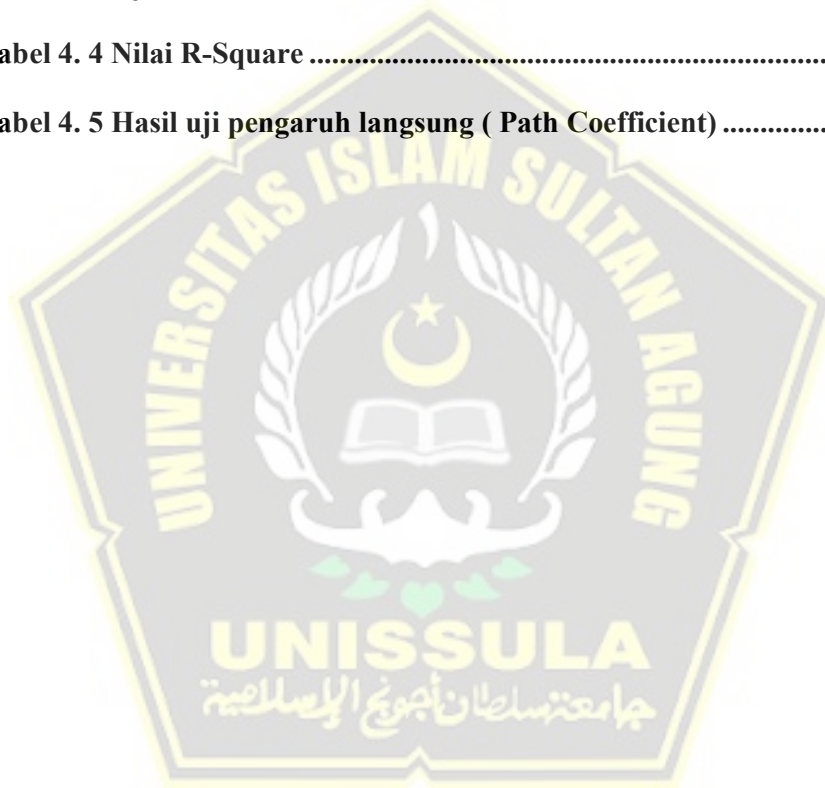 abel 4. 4 Nilai R-Square ........................................................................
abel 4. 5 Hasil uji pengaruh langsung ( Path Coefficient) ..............
UNIVERSITAS ISLAM SULTAN AGUNG
UNISSULA
جامعة سلطان أجونج الإسلامية